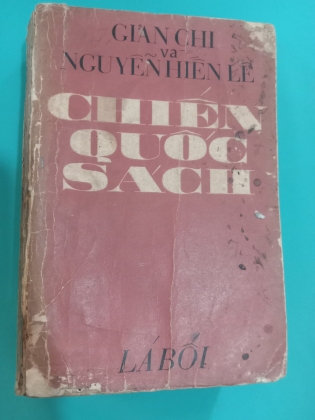 GIẢN CHI
và
NGUYỄN HIẾN LÊ
CHIẾN
QUỐC
SÁCH
LÁ BỐI